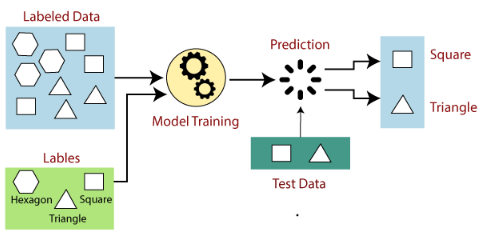 Labeled Data
Prediction
Square
Model Training
Triangle
Lables
Hexagon
Square
Triangle
Test Data